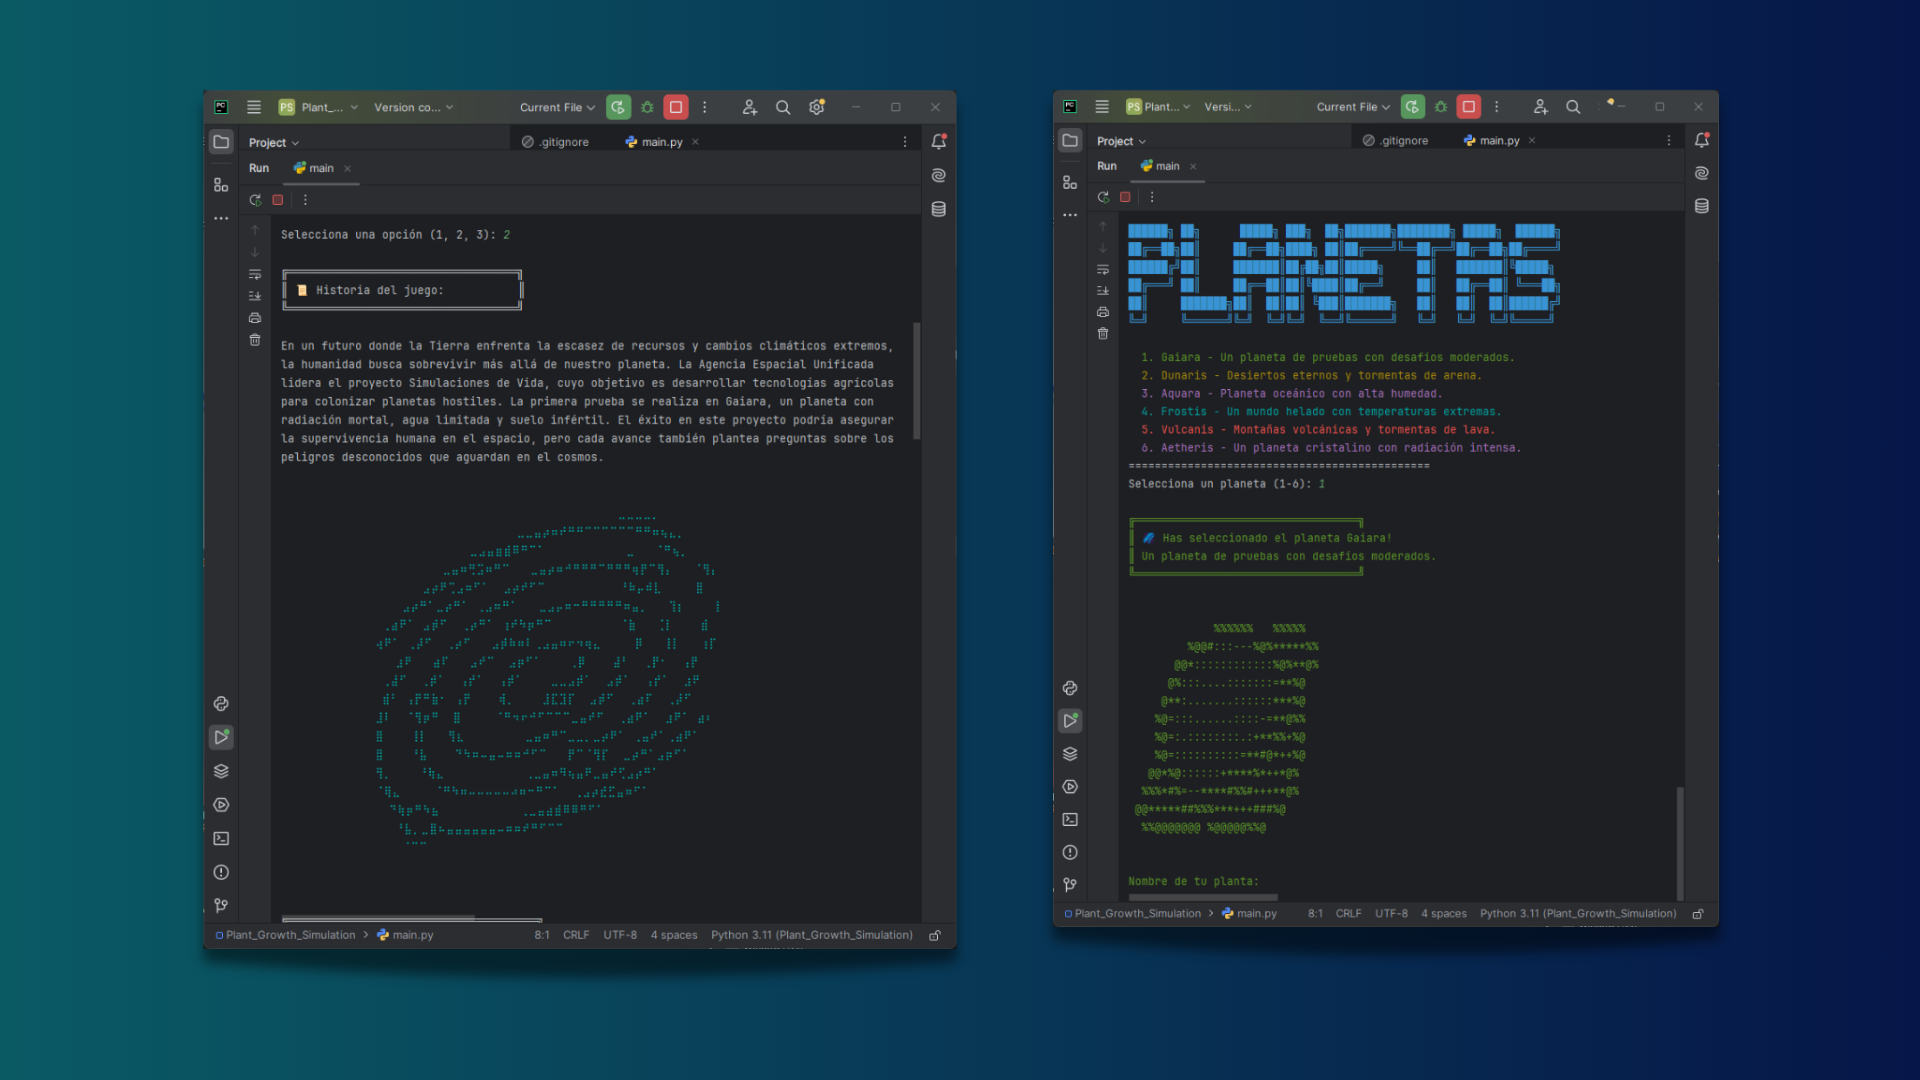 PC
PS Plant_...
Version co...
Current File
Project
.gitignore
main.py
Run
main
Selecciona una opción (1, 2, 3): 2
Historia del juego:
En un futuro donde la Tierra enfrenta la escasez de recursos y cambios climáticos extremos,
la humanidad busca sobrevivir más allá de nuestro planeta. La Agencia Espacial Unificada
lidera el proyecto Simulaciones de Vida, cuyo objetivo es desarrollar tecnologías agrícolas
para colonizar planetas hostiles. La primera prueba se realiza en Gaiara, un planeta con
radiación mortal, agua limitada y suelo infértil. El éxito en este proyecto podría asegurar
la supervivencia humana en el espacio, pero cada avance también plantea preguntas sobre los
peligros desconocidos que aguardan en el cosmos.
Plant_Growth_Simulation > main.py
8:1 CRLF UTF-8 4 spaces Python 3.11 (Plant_Growth_Simulation)
PC
PS Plant...
Versi...
Current File
Project
.gitignore
main.py
Run
main
PLANETAS
1. Gaiara - Un planeta de pruebas con desafíos moderados.
2. Dunaris - Desiertos eternos y tormentas de arena.
3. Aquara - Planeta oceánico con alta humedad.
4. Frostis - Un mundo helado con temperaturas extremas.
5. Vulcanis - Montañas volcánicas y tormentas de lava.
6. Aetheris - Un planeta cristalino con radiación intensa.
==============================================
Selecciona un planeta (1-6): 1
Has seleccionado el planeta Gaiara!
Un planeta de pruebas con desafíos moderados.
Nombre de tu planta:
Plant_Growth_Simulation > main.py
8:1 CRLF UTF-8 4 spaces Python 3.11 (Plant_Growth_Simulation)